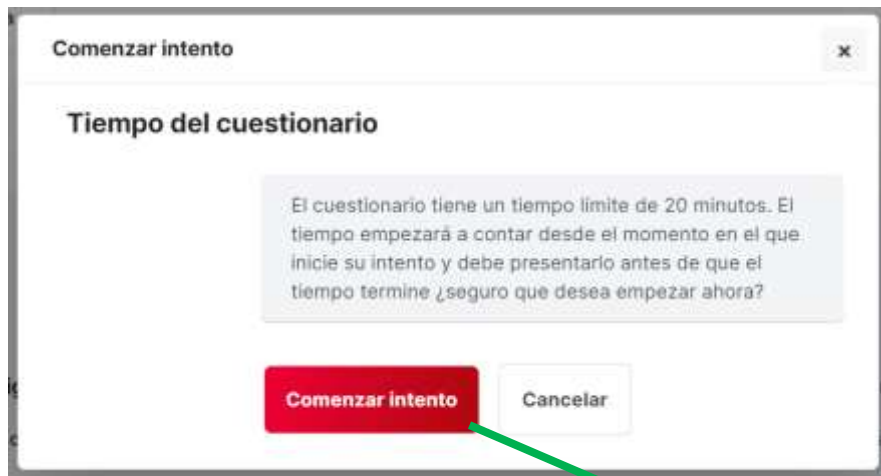 Comenzar intento
×
Tiempo del cuestionario
El cuestionario tiene un tiempo límite de 20 minutos. El
tiempo empezará a contar desde el momento en el que
inicie su intento y debe presentarlo antes de que el
tiempo termine ¿seguro que desea empezar ahora?
Comenzar intento
Cancelar